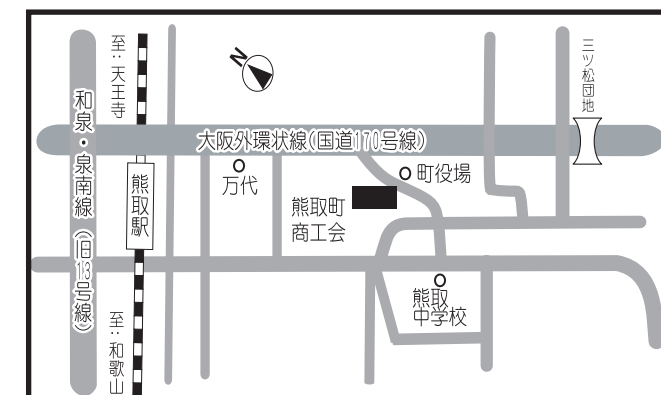 至：天王寺
N
三ツ松団地
和泉・泉南線（旧13号線）
大阪外環状線(国道170号線)
万代
町役場
熊取駅
熊取町
商工会
熊取
中学校
至：和歌山